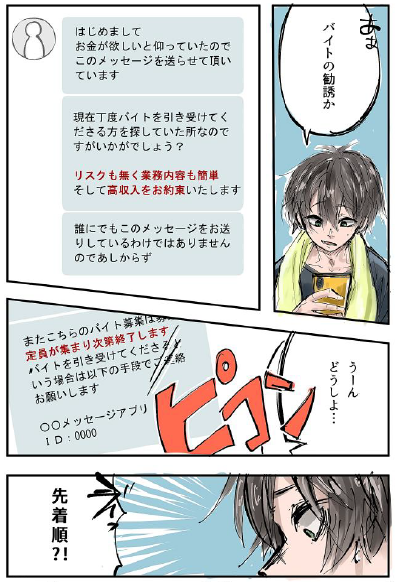 あぁ
バイトの勧誘か
はじめまして
お金が欲しいと仰っていたので
このメッセージを送らせて頂い
ています
現在丁度バイトを引き受けてく
ださる方を探していた所なので
すがいかがでしょう?
リスクも無く業務内容も簡単
そして高収入をお約束いたします
誰にでもこのメッセージをお送
りしているわけではありません
のであしからず
うーん
どうしよ…
またこちらのバイト募集は
定員が集まり次第終了します
バイトを引き受けてくださると
いう場合は以下の手段でご連絡
お願いします
〇〇メッセージアプリ
ID:0000
ピコン
先着順?!